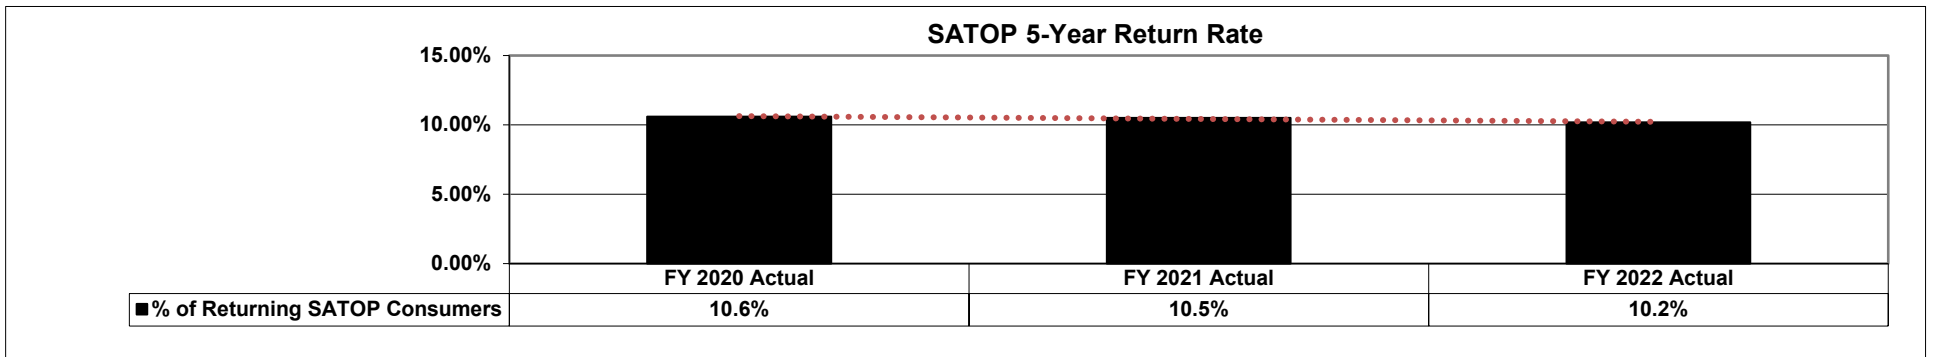 SATOP 5-Year Return Rate
15.00%
10.00%
5.00%
0.00%
FY 2020 Actual FY 2021 Actual FY 2022 Actual
% of Returning SATOP Consumers 10.6% 10.5% 10.2%